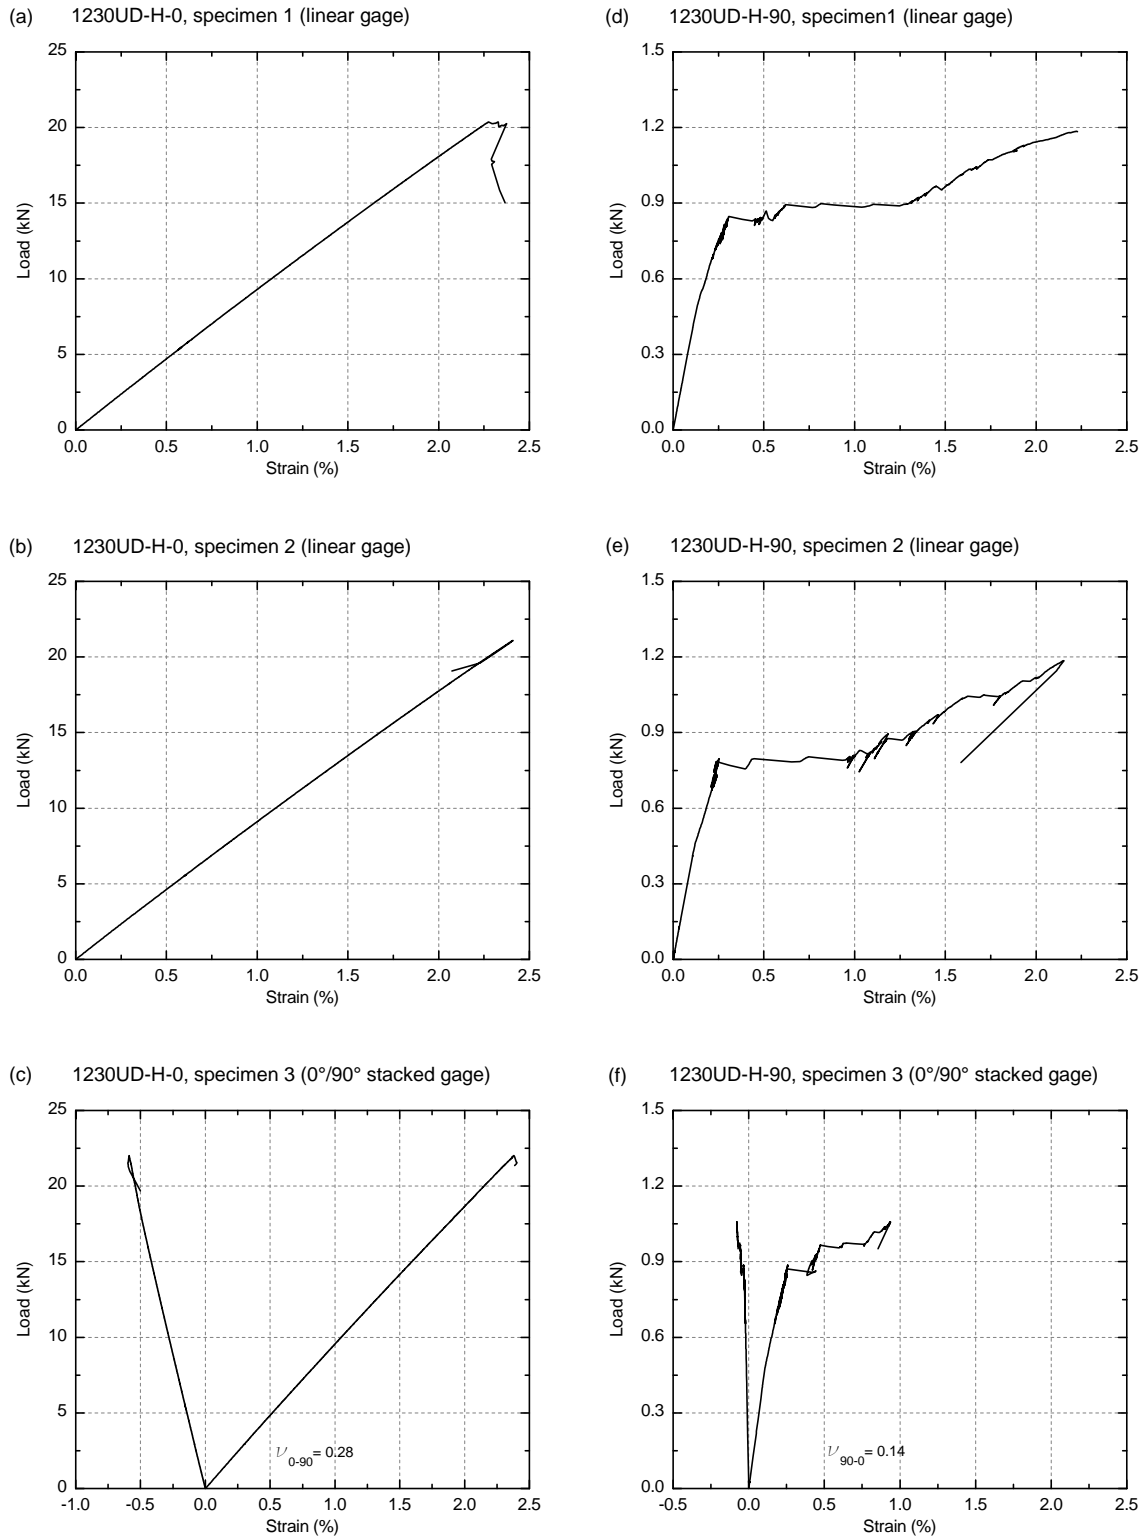 (a) 1230UD-H-0, specimen 1 (linear gage)
25
20
15
10
5
0
Load (kN)
0.0 0.5 1.0 1.5 2.0 2.5
Strain (%)
(d) 1230UD-H-90, specimen1 (linear gage)
1.5
1.2
0.9
0.6
0.3
0.0
Load (kN)
0.0 0.5 1.0 1.5 2.0 2.5
Strain (%)
(b) 1230UD-H-0, specimen 2 (linear gage)
25
20
15
10
5
0
Load (kN)
0.0 0.5 1.0 1.5 2.0 2.5
Strain (%)
(e) 1230UD-H-90, specimen 2 (linear gage)
1.5
1.2
0.9
0.6
0.3
0.0
Load (kN)
0.0 0.5 1.0 1.5 2.0 2.5
Strain (%)
(c) 1230UD-H-0, specimen 3 (0°/90° stacked gage)
25
20
15
10
5
0
Load (kN)
ν0-90= 0.28
-1.0 -0.5 0.0 0.5 1.0 1.5 2.0 2.5
Strain (%)
(f) 1230UD-H-90, specimen 3 (0°/90° stacked gage)
1.5
1.2
0.9
0.6
0.3
0.0
Load (kN)
ν90-0= 0.14
-0.5 0.0 0.5 1.0 1.5 2.0 2.5
Strain (%)